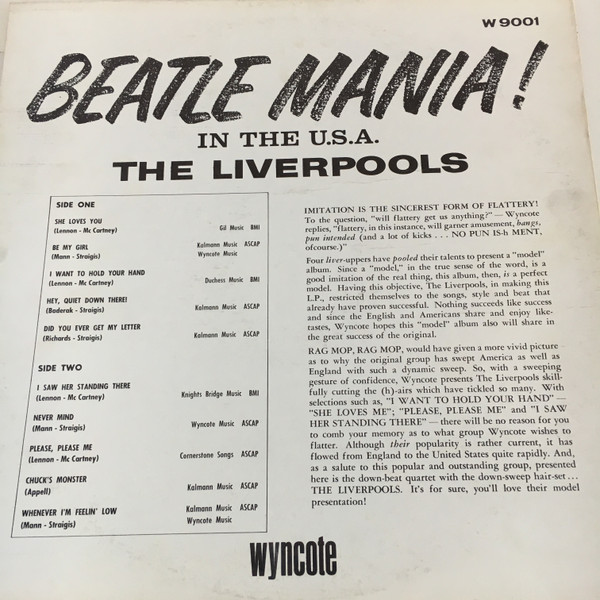 W 9001
BEATLE MANIA!
IN THE U.S.A.
THE LIVERPOOLS
SIDE ONE
SHE LOVES YOU
(Lennon - Mc Cartney) Gil Music BMI
BE MY GIRL Kalmann Music ASCAP
(Mann - Straigis) Wyncote Music
I WANT TO HOLD YOUR HAND
(Lennon - Mc Cartney) Duchess Music BMI
HEY, QUIET DOWN THERE!
(Baderak - Straigis) Kalmann Music ASCAP
DID YOU EVER GET MY LETTER
(Richards - Straigis) Kalmann Music ASCAP
SIDE TWO
I SAW HER STANDING THERE
(Lennon - Mc Cartney) Knights Bridge Music BMI
NEVER MIND
(Mann - Straigis) Wyncote Music ASCAP
PLEASE, PLEASE ME
(Lennon - Mc Cartney) Cornerstone Songs ASCAP
CHUCK'S MONSTER
(Appell) Kalmann Music ASCAP
WHENEVER I'M FEELIN' LOW Kalmann Music ASCAP
(Mann - Straigis) Wyncote Music
IMITATION IS THE SINCEREST FORM OF FLATTERY!
To the question, "will flattery get us anything?" — Wyncote
replies, "flattery, in this instance, will garner amusement, bangs,
pun intended (and a lot of kicks . . . NO PUN IS-h MENT,
ofcourse.)"
Four liver-uppers have pooled their talents to present a "model"
album. Since a "model," in the true sense of the word, is a
good imitation of the real thing, this album, then, is a perfect
model. Having this objective, The Liverpools, in making this
L.P., restricted themselves to the songs, style and beat that
already have proven successful. Nothing succeeds like success
and since the English and Americans share and enjoy like-
tastes, Wyncote hopes this "model" album also will share in
the great success of the original.
RAG MOP, RAG MOP, would have given a more vivid picture
as to why the original group has swept America as well as
England with such a dynamic sweep. So, with a sweeping
gesture of confidence, Wyncote presents The Liverpools skill-
fully cutting the (h)-airs which have tickled so many. With
selections such as, "I WANT TO HOLD YOUR HAND" —
"SHE LOVES ME"; "PLEASE, PLEASE ME" and "I SAW
HER STANDING THERE" — there will be no reason for you
to comb your memory as to what group Wyncote wishes to
flatter. Although their popularity is rather current, it has
flowed from England to the United States quite rapidly. And,
as a salute to this popular and outstanding group, presented
here is the down-beat quartet with the down-sweep hair-set . . .
THE LIVERPOOLS. It's for sure, you'll love their model
presentation!
wyncote